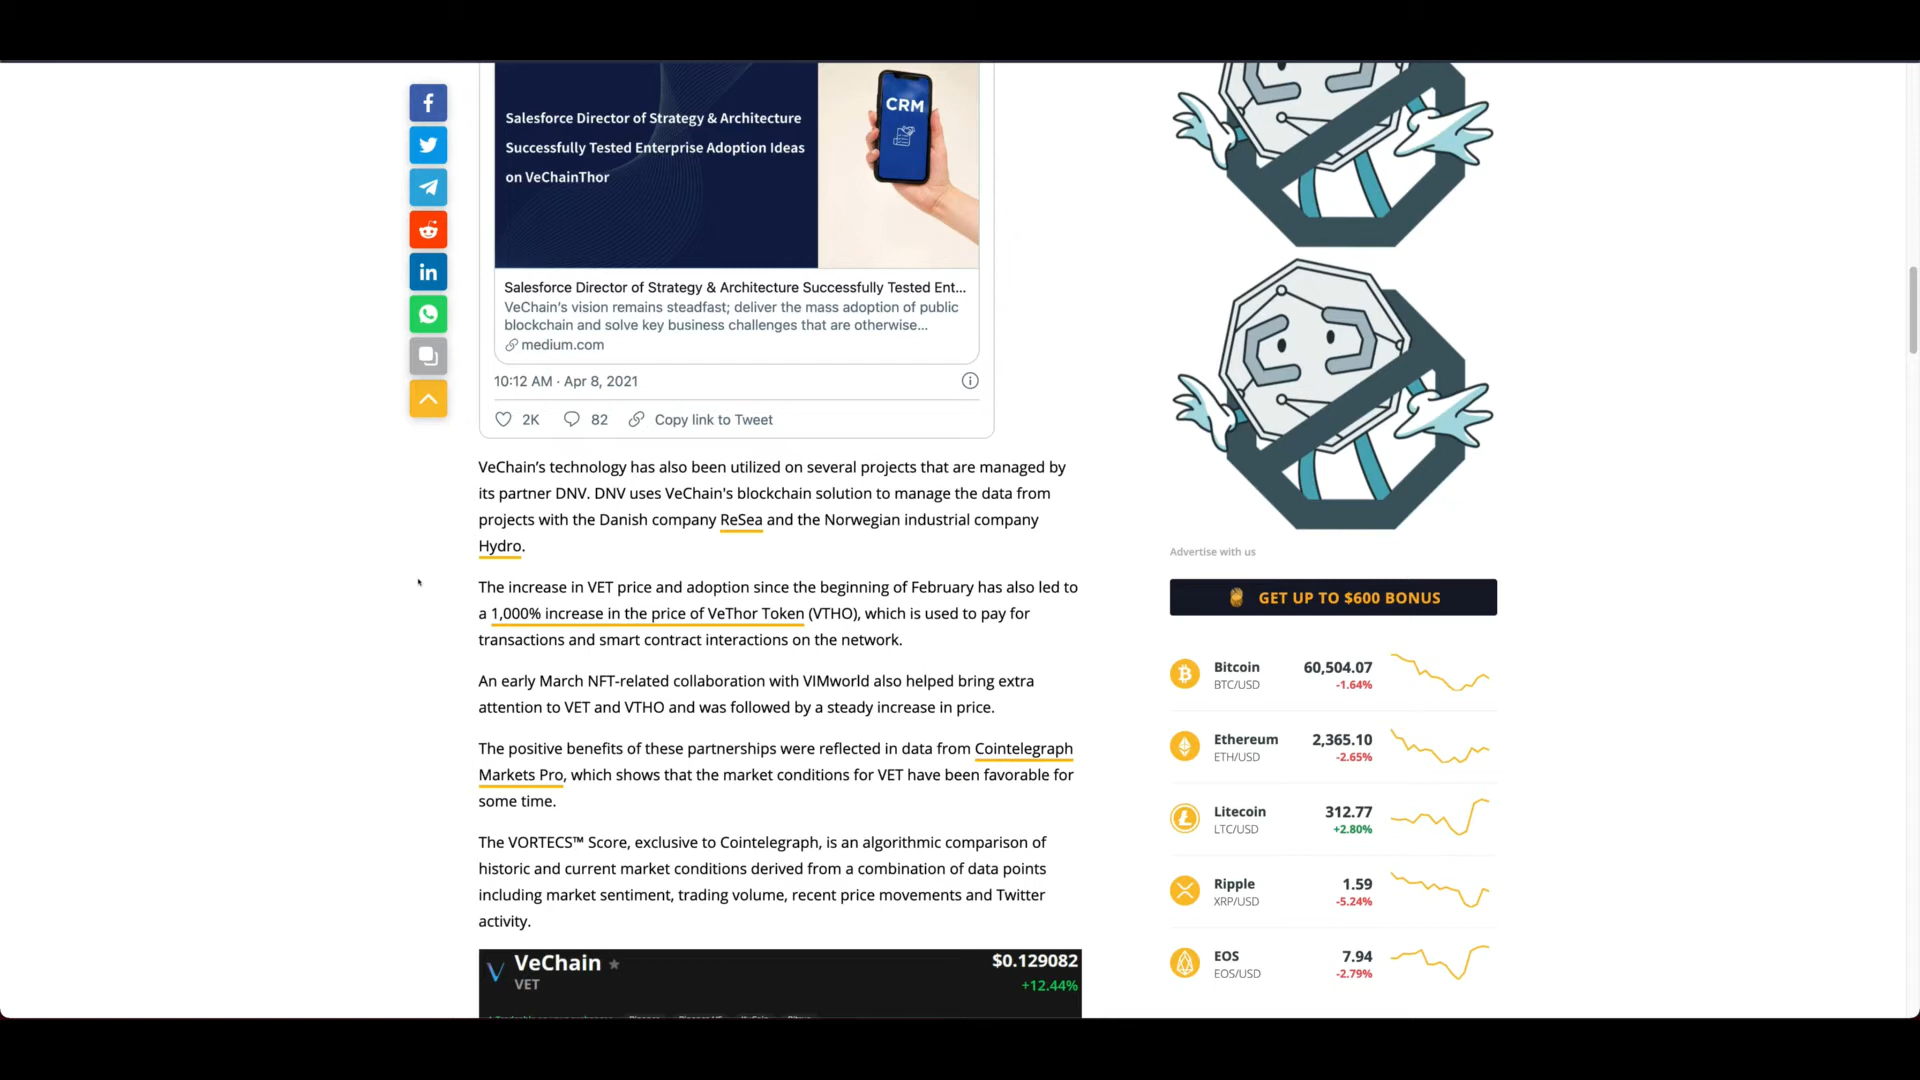 Salesforce Director of Strategy & Architecture
Successfully Tested Enterprise Adoption Ideas
on VeChainThor
CRM
Salesforce Director of Strategy & Architecture Successfully Tested Ent...
VeChain's vision remains steadfast; deliver the mass adoption of public
blockchain and solve key business challenges that are otherwise...
medium.com
10:12 AM · Apr 8, 2021
2K 82 Copy link to Tweet
VeChain’s technology has also been utilized on several projects that are managed by
its partner DNV. DNV uses VeChain's blockchain solution to manage the data from
projects with the Danish company ReSea and the Norwegian industrial company
Hydro.
The increase in VET price and adoption since the beginning of February has also led to
a 1,000% increase in the price of VeThor Token (VTHO), which is used to pay for
transactions and smart contract interactions on the network.
An early March NFT-related collaboration with VIMworld also helped bring extra
attention to VET and VTHO and was followed by a steady increase in price.
The positive benefits of these partnerships were reflected in data from Cointelegraph
Markets Pro, which shows that the market conditions for VET have been favorable for
some time.
The VORTECS™ Score, exclusive to Cointelegraph, is an algorithmic comparison of
historic and current market conditions derived from a combination of data points
including market sentiment, trading volume, recent price movements and Twitter
activity.
VeChain $0.129082
VET +12.44%
Advertise with us
GET UP TO $600 BONUS
Bitcoin 60,504.07
BTC/USD -1.64%
Ethereum 2,365.10
ETH/USD -2.65%
Litecoin 312.77
LTC/USD +2.80%
Ripple 1.59
XRP/USD -5.24%
EOS 7.94
EOS/USD -2.79%